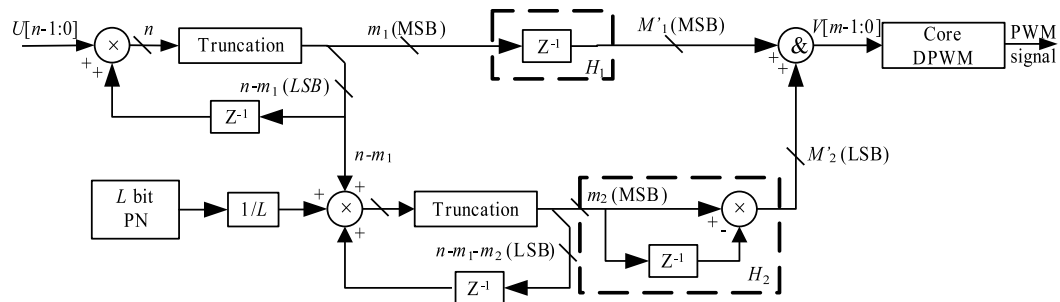 U[n-1:0]
×
+
+
n
Truncation
m₁(MSB)
Z⁻¹
H₁
M'₁(MSB)
&
+
+
V[m-1:0]
Core
DPWM
PWM
signal
n-m₁(LSB)
Z⁻¹
n-m₁
M'₂(LSB)
L bit
PN
1/L
+
+
+
×
Truncation
m₂(MSB)
×
+
-
n-m₁-m₂(LSB)
Z⁻¹
Z⁻¹
H₂